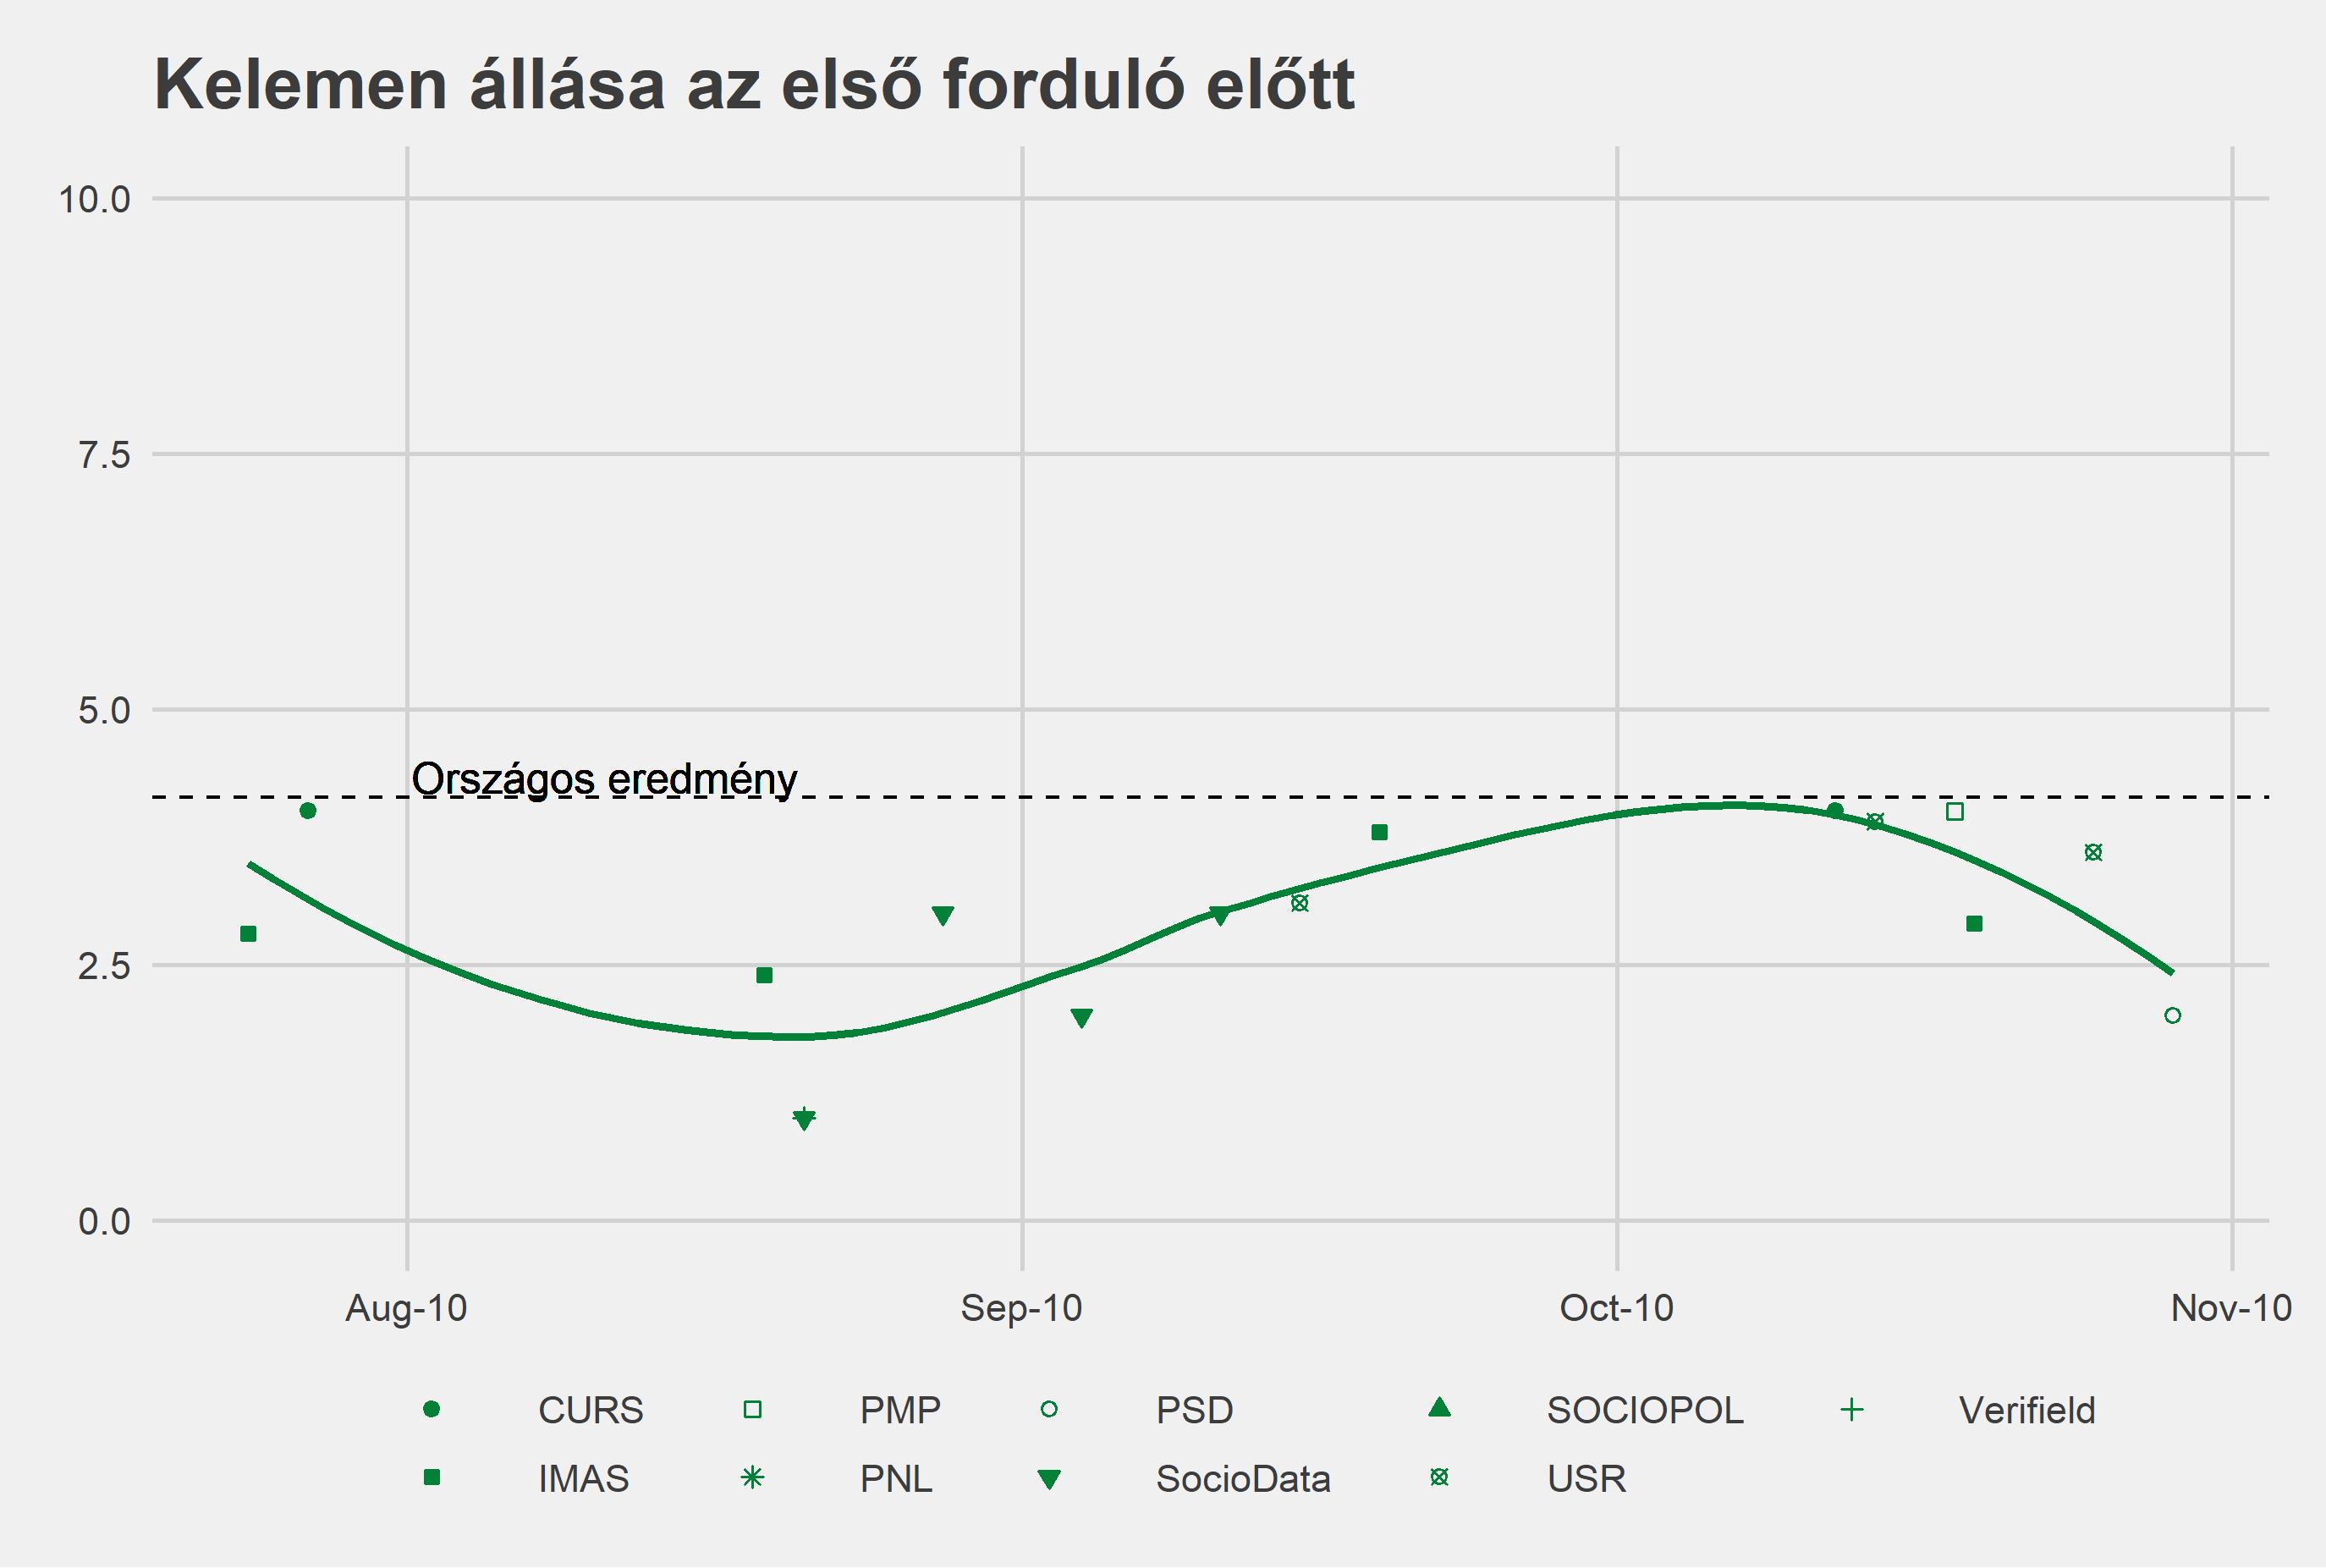 Kelemen állása az első forduló előtt
10.0
7.5
5.0
Országos eredmény
2.5
0.0
Aug-10 Sep-10 Oct-10 Nov-10
CURS PMP PSD SOCIOPOL Verifield
IMAS PNL SocioData USR